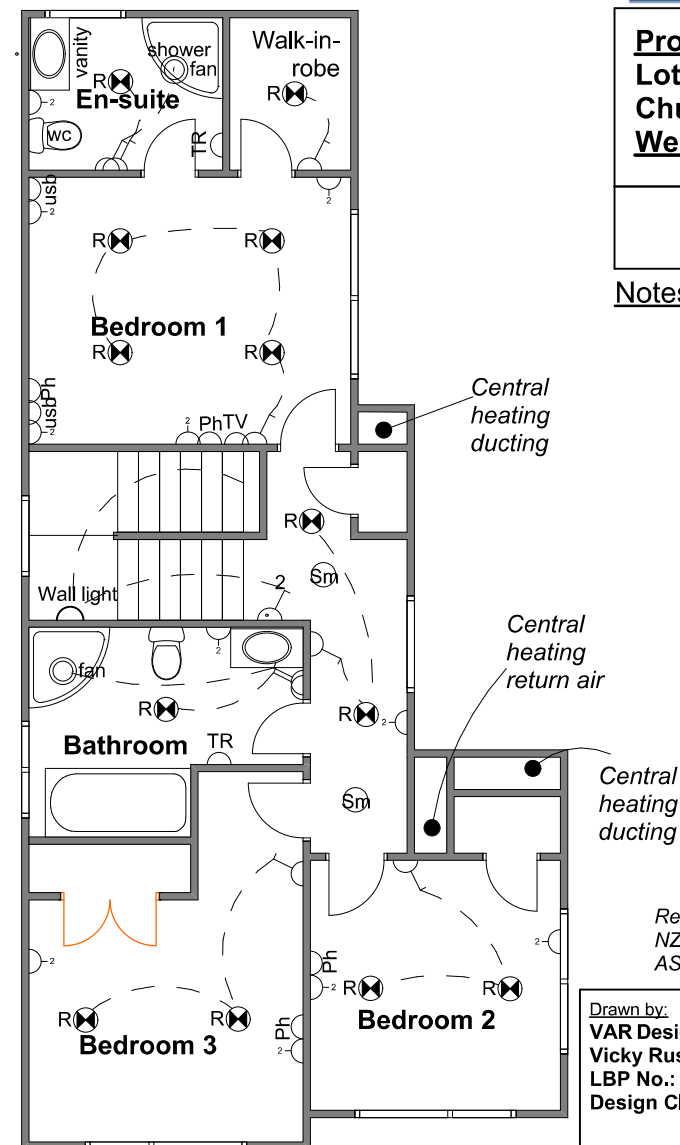 vanity
shower
fan
R
En-suite
2
WC
TR
Walk-in-
robe
R
2
usb
2
R
R
Bedroom 1
R
R
Ph
usb
2
2
Ph
TV
Central
heating
ducting
R
Sm
2
Wall light
fan
2
R
Bathroom
TR
R
2
Sm
Central
heating
return air
Central
heating
ducting
2
R
R
Bedroom 3
Ph
2
Ph
2
R
R
2
Bedroom 2
Pro
Lot
Chu
We
Notes
Re
NZ
AS
Drawn by:
VAR Desi
Vicky Rus
LBP No.:
Design Cl